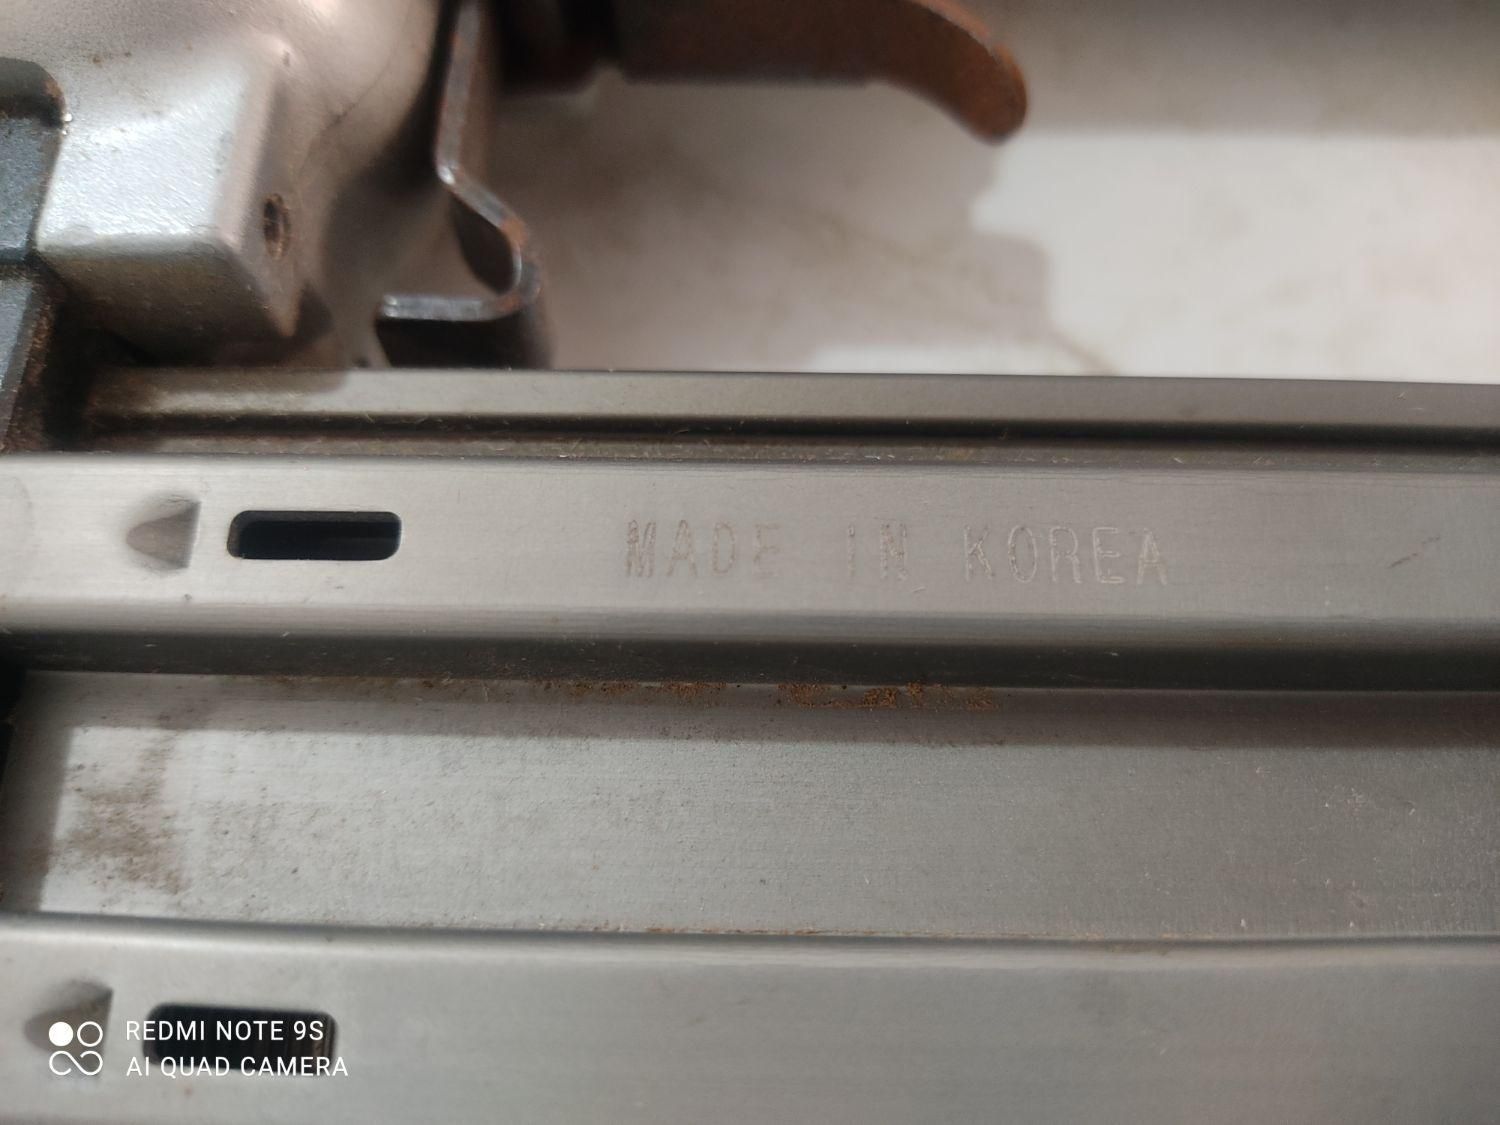 MADE IN KOREA
REDMI NOTE 9S
AI QUAD CAMERA